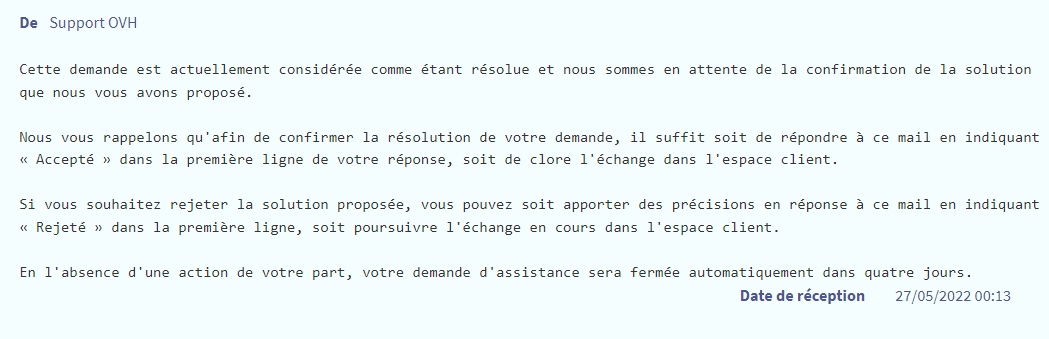 De Support OVH
Cette demande est actuellement considérée comme étant résolue et nous sommes en attente de la confirmation de la solution
que nous vous avons proposé.
Nous vous rappelons qu'afin de confirmer la résolution de votre demande, il suffit soit de répondre à ce mail en indiquant
« Accepté » dans la première ligne de votre réponse, soit de clore l'échange dans l'espace client.
Si vous souhaitez rejeter la solution proposée, vous pouvez soit apporter des précisions en réponse à ce mail en indiquant
« Rejeté » dans la première ligne, soit poursuivre l'échange en cours dans l'espace client.
En l'absence d'une action de votre part, votre demande d'assistance sera fermée automatiquement dans quatre jours.
Date de réception 27/05/2022 00:13